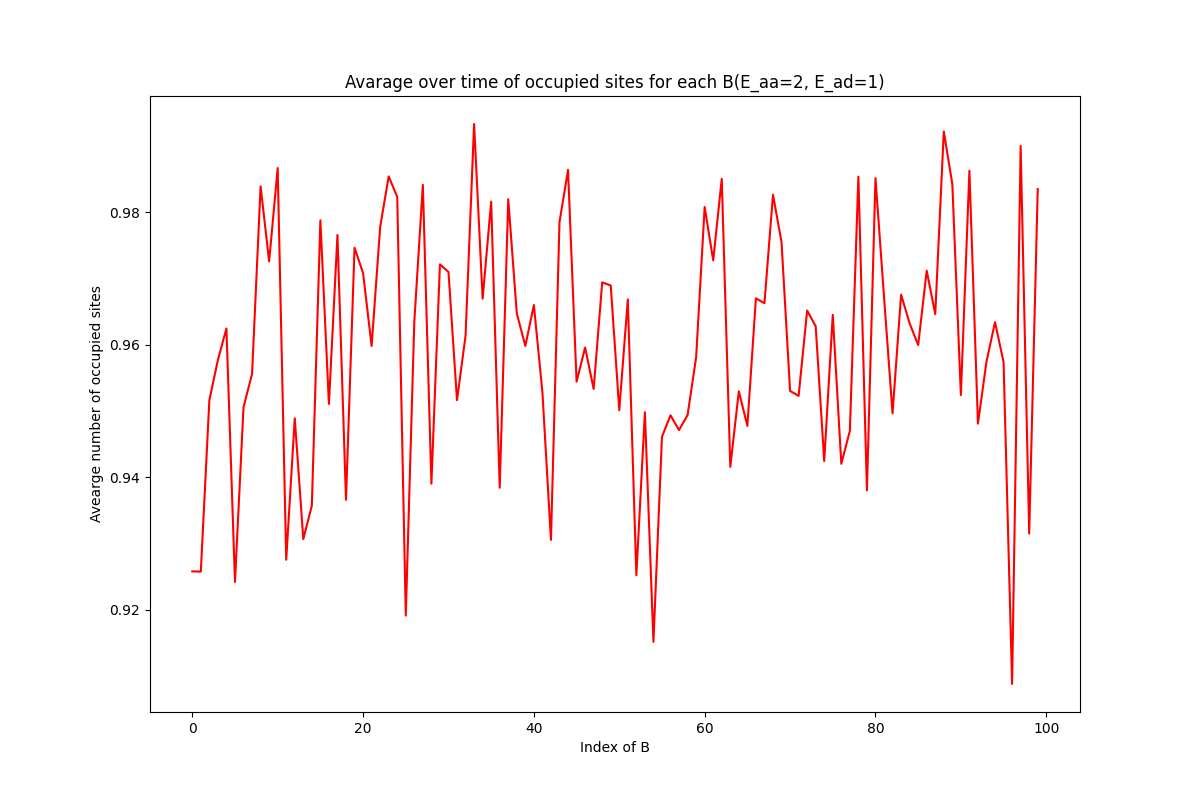 Avarage over time of occupied sites for each B(E_aa=2, E_ad=1)
Avearge number of occupied sites
0.98
0.96
0.94
0.92
0 20 40 60 80 100
Index of B